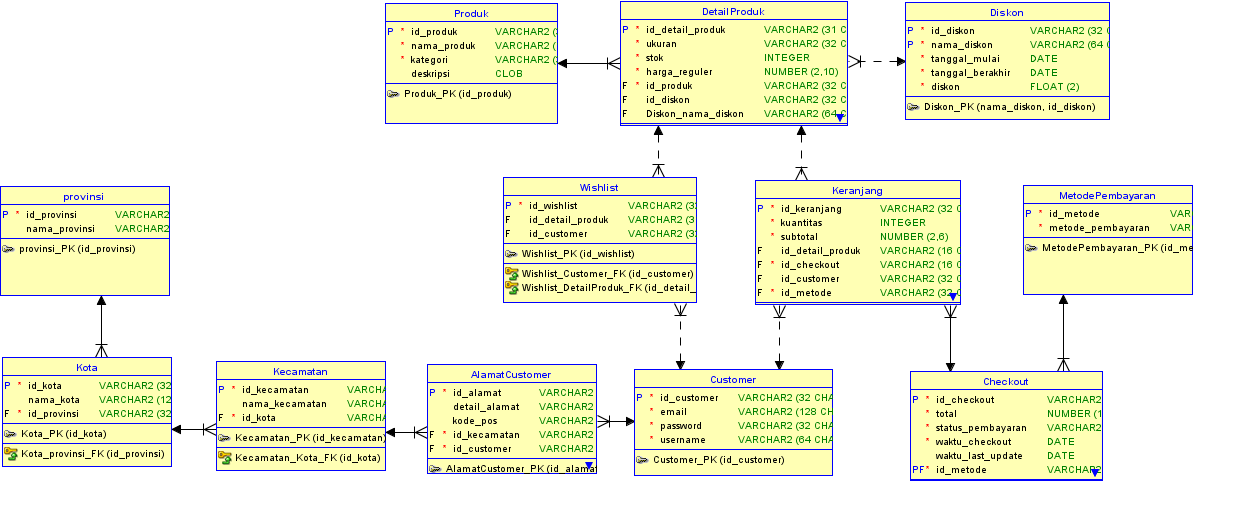 Produk
P * id_produk VARCHAR2 (
* nama_produk VARCHAR2 (
* kategori VARCHAR2 (
deskripsi CLOB
Produk_PK (id_produk)
DetailProduk
P * id_detail_produk VARCHAR2 (31 C
* ukuran VARCHAR2 (32 C
* stok INTEGER
* harga_reguler NUMBER (2,10)
F * id_produk VARCHAR2 (32 C
F id_diskon VARCHAR2 (32 C
F Diskon_nama_diskon VARCHAR2 (64 C
Diskon
P * id_diskon VARCHAR2 (32
P * nama_diskon VARCHAR2 (64
* tanggal_mulai DATE
* tanggal_berakhir DATE
* diskon FLOAT (2)
Diskon_PK (nama_diskon, id_diskon)
provinsi
P * id_provinsi VARCHAR2
nama_provinsi VARCHAR2
provinsi_PK (id_provinsi)
Wishlist
P * id_wishlist VARCHAR2 (3
F id_detail_produk VARCHAR2 (3
F id_customer VARCHAR2 (3
Wishlist_PK (id_wishlist)
Wishlist_Customer_FK (id_customer)
Wishlist_DetailProduk_FK (id_detail_
Keranjang
P * id_keranjang VARCHAR2 (32 C
* kuantitas INTEGER
* subtotal NUMBER (2,6)
F id_detail_produk VARCHAR2 (16 C
F * id_checkout VARCHAR2 (16 C
F id_customer VARCHAR2 (32 C
F * id_metode VARCHAR2 (32 C
MetodePembayaran
P * id_metode VAR
* metode_pembayaran VAR
MetodePembayaran_PK (id_me
Kota
P * id_kota VARCHAR2 (32
nama_kota VARCHAR2 (12
F * id_provinsi VARCHAR2 (32
Kota_PK (id_kota)
Kota_provinsi_FK (id_provinsi)
Kecamatan
P * id_kecamatan VARCHA
nama_kecamatan VARCHA
F * id_kota VARCHA
Kecamatan_PK (id_kecamatan)
Kecamatan_Kota_FK (id_kota)
AlamatCustomer
P * id_alamat VARCHAR2
detail_alamat VARCHAR2
kode_pos VARCHAR2
F * id_kecamatan VARCHAR2
F * id_customer VARCHAR2
AlamatCustomer_PK (id_alama
Customer
P * id_customer VARCHAR2 (32 CHA
* email VARCHAR2 (128 CH
* password VARCHAR2 (32 CHA
* username VARCHAR2 (64 CHA
Customer_PK (id_customer)
Checkout
P * id_checkout VARCHAR2
* total NUMBER (1
* status_pembayaran VARCHAR2
* waktu_checkout DATE
waktu_last_update DATE
PF * id_metode VARCHAR2